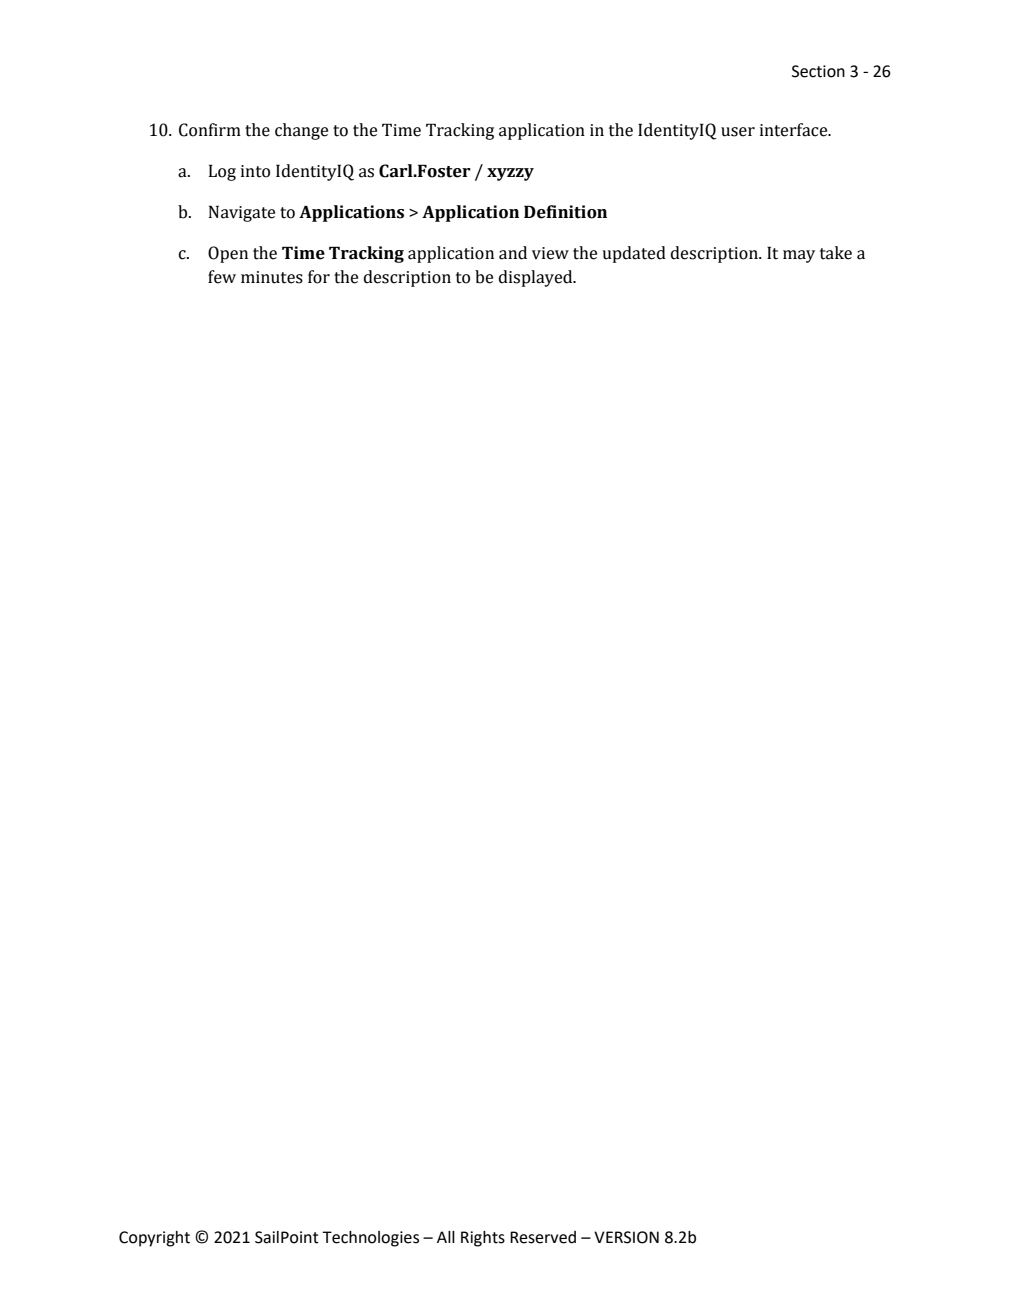 Section 3 - 26
10. Confirm the change to the Time Tracking application in the IdentityIQ user interface.
a. Log into IdentityIQ as Carl.Foster / xyzzy
b. Navigate to Applications > Application Definition
c. Open the Time Tracking application and view the updated description. It may take a
few minutes for the description to be displayed.
Copyright © 2021 SailPoint Technologies – All Rights Reserved – VERSION 8.2b